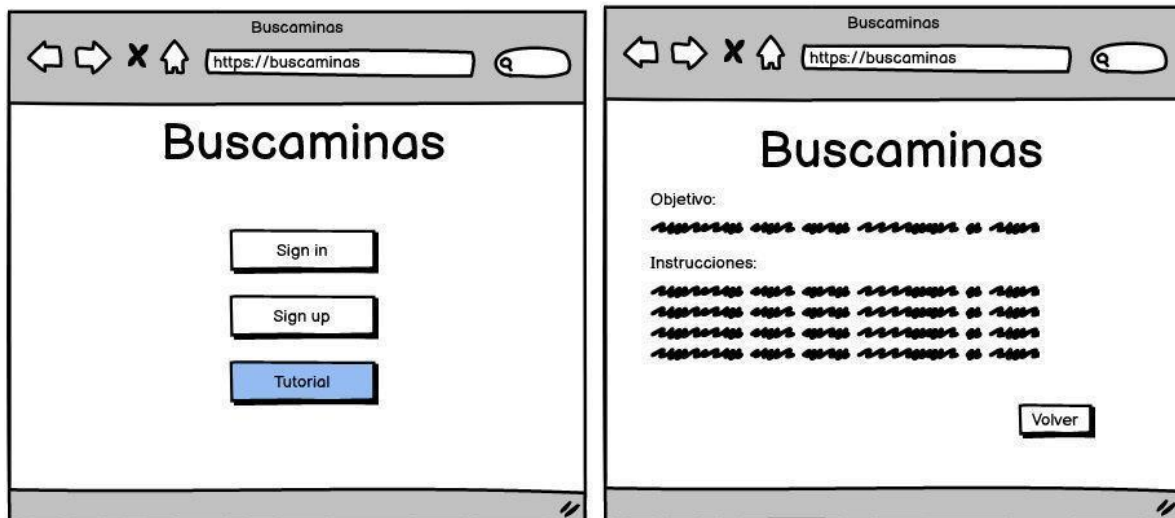 Buscaminas
https://buscaminas
Buscaminas
Sign in
Sign up
Tutorial
Buscaminas
https://buscaminas
Buscaminas
Objetivo:
Instrucciones:
Volver